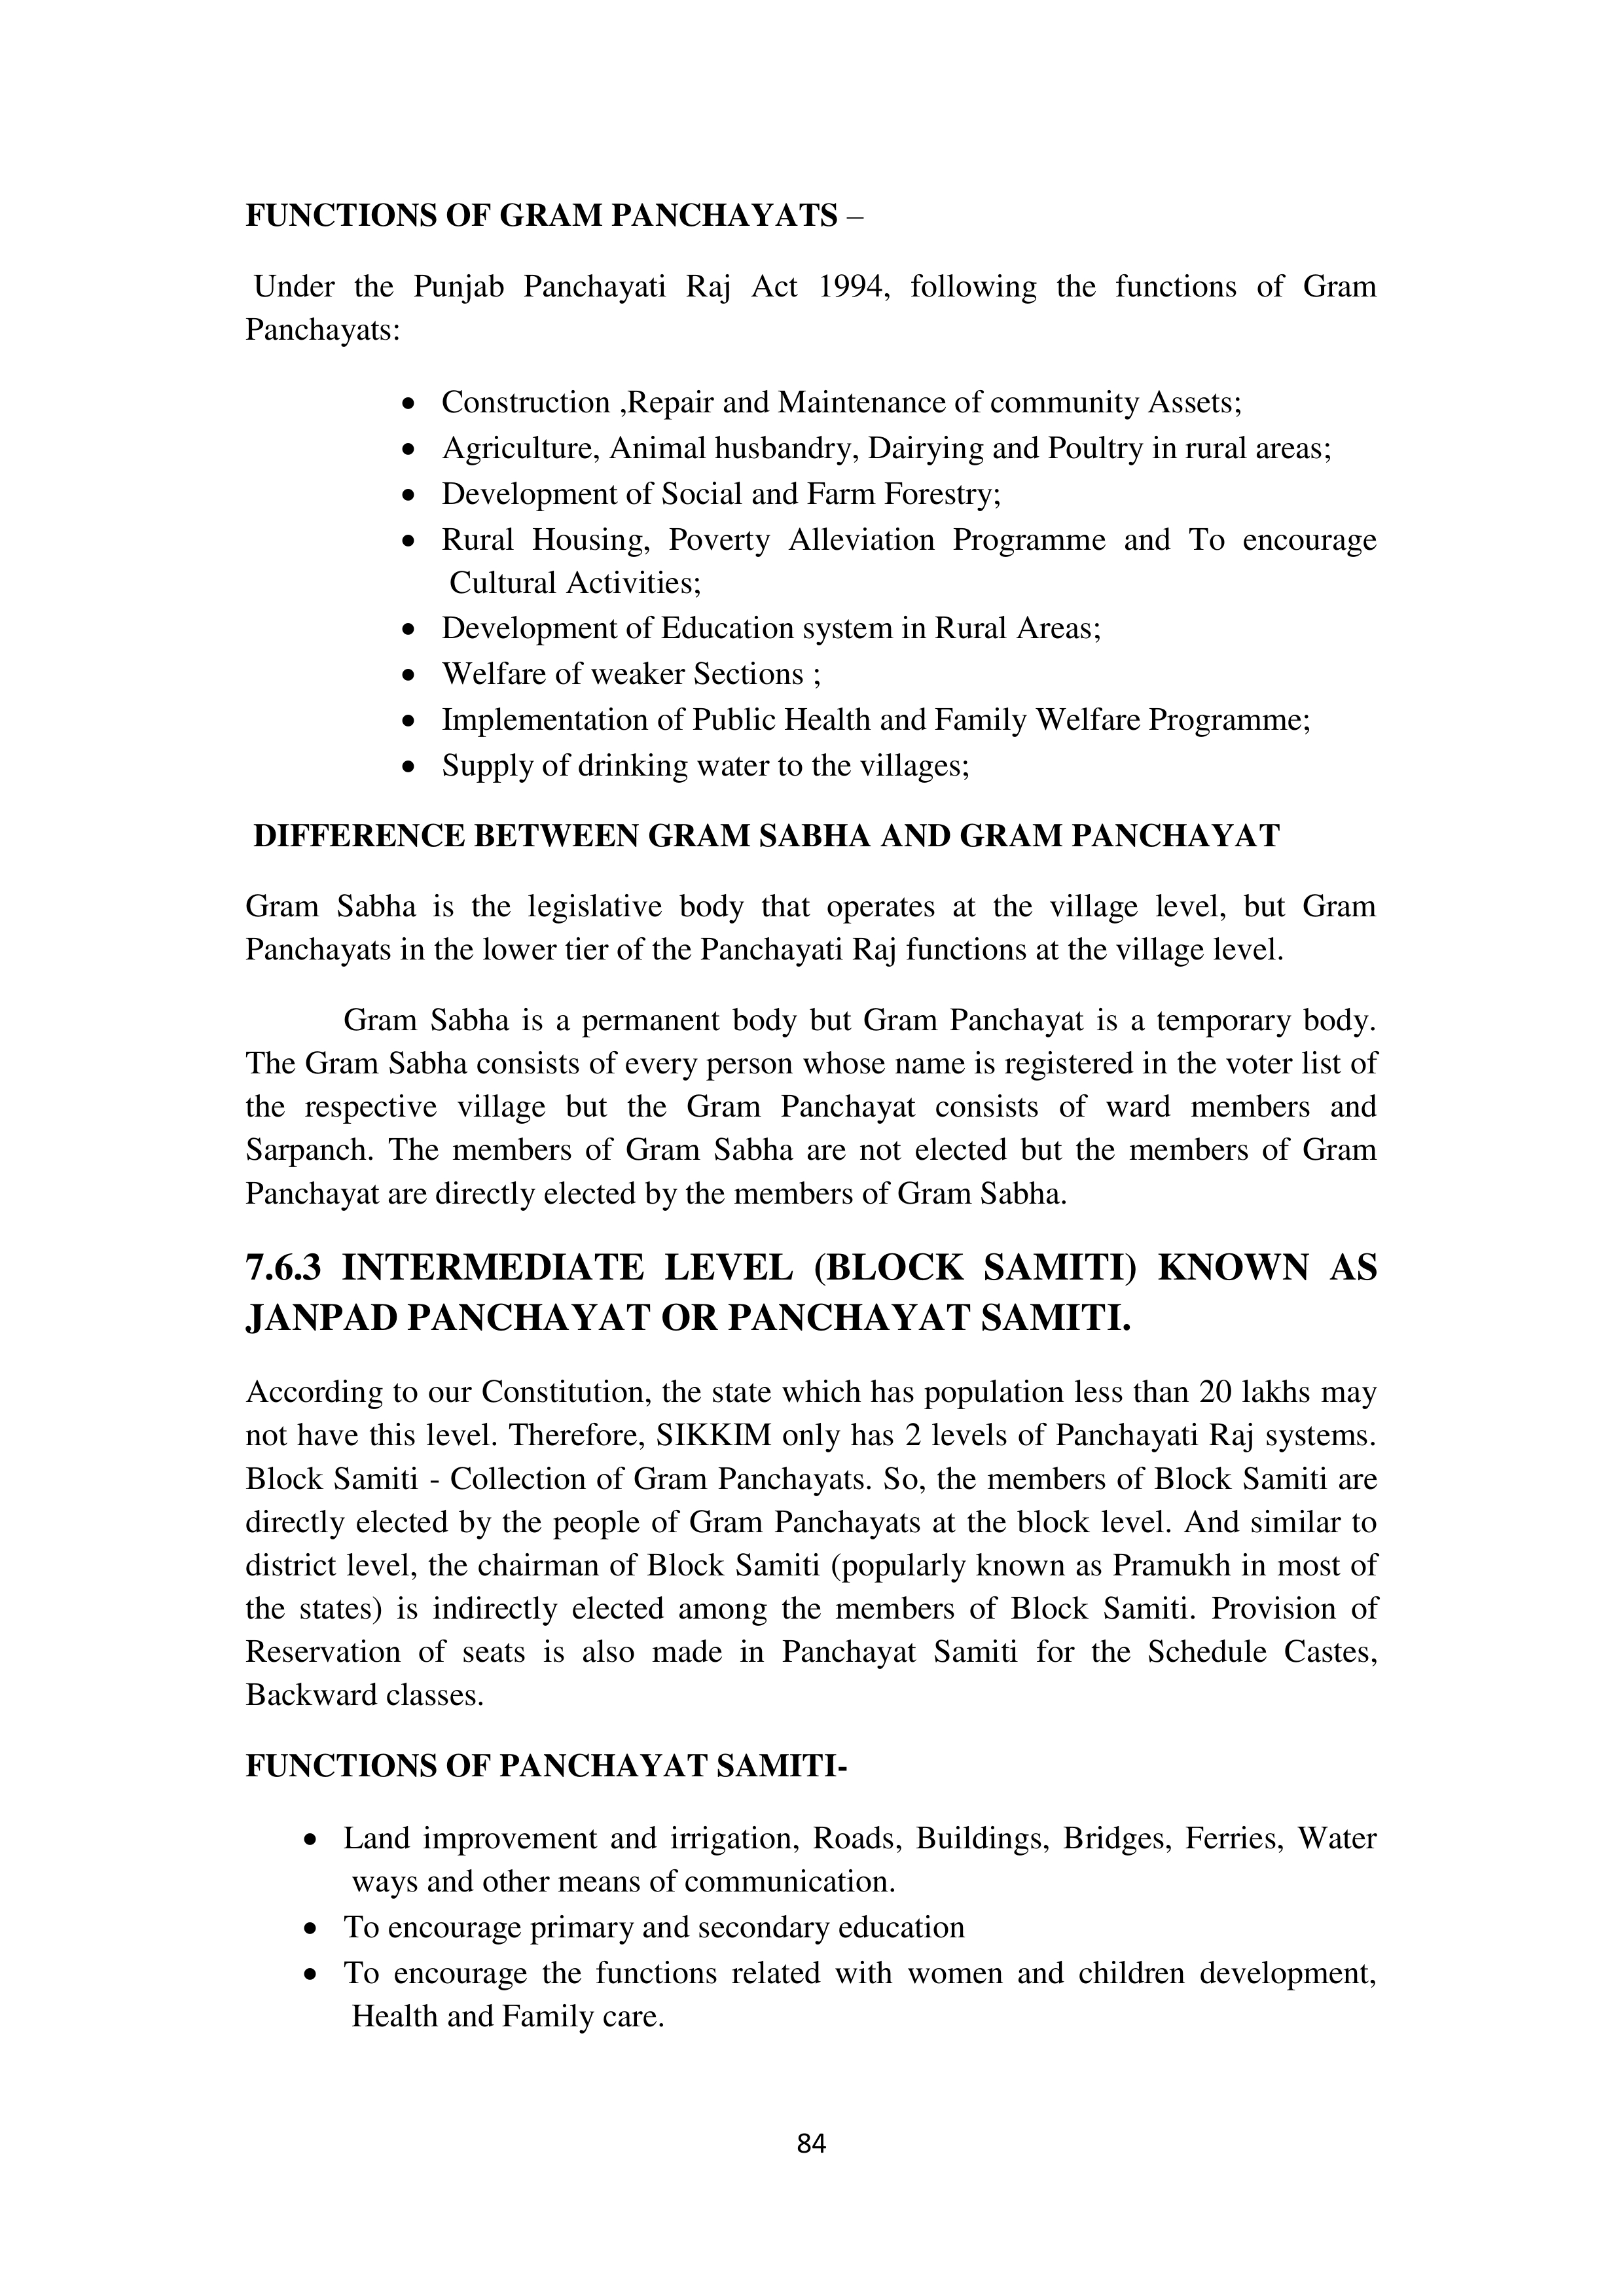 FUNCTIONS OF GRAM PANCHAYATS –
Under the Punjab Panchayati Raj Act 1994, following the functions of Gram
Panchayats:
• Construction ,Repair and Maintenance of community Assets;
• Agriculture, Animal husbandry, Dairying and Poultry in rural areas;
• Development of Social and Farm Forestry;
• Rural Housing, Poverty Alleviation Programme and To encourage
Cultural Activities;
• Development of Education system in Rural Areas;
• Welfare of weaker Sections ;
• Implementation of Public Health and Family Welfare Programme;
• Supply of drinking water to the villages;
DIFFERENCE BETWEEN GRAM SABHA AND GRAM PANCHAYAT
Gram Sabha is the legislative body that operates at the village level, but Gram
Panchayats in the lower tier of the Panchayati Raj functions at the village level.
Gram Sabha is a permanent body but Gram Panchayat is a temporary body.
The Gram Sabha consists of every person whose name is registered in the voter list of
the respective village but the Gram Panchayat consists of ward members and
Sarpanch. The members of Gram Sabha are not elected but the members of Gram
Panchayat are directly elected by the members of Gram Sabha.
7.6.3 INTERMEDIATE LEVEL (BLOCK SAMITI) KNOWN AS
JANPAD PANCHAYAT OR PANCHAYAT SAMITI.
According to our Constitution, the state which has population less than 20 lakhs may
not have this level. Therefore, SIKKIM only has 2 levels of Panchayati Raj systems.
Block Samiti - Collection of Gram Panchayats. So, the members of Block Samiti are
directly elected by the people of Gram Panchayats at the block level. And similar to
district level, the chairman of Block Samiti (popularly known as Pramukh in most of
the states) is indirectly elected among the members of Block Samiti. Provision of
Reservation of seats is also made in Panchayat Samiti for the Schedule Castes,
Backward classes.
FUNCTIONS OF PANCHAYAT SAMITI-
• Land improvement and irrigation, Roads, Buildings, Bridges, Ferries, Water
ways and other means of communication.
• To encourage primary and secondary education
• To encourage the functions related with women and children development,
Health and Family care.
84